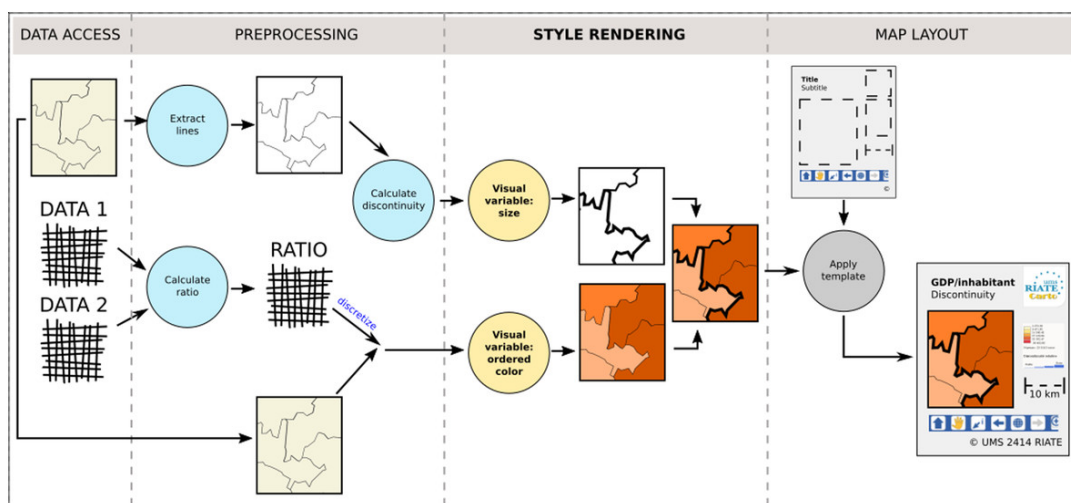 DATA ACCESS
PREPROCESSING
STYLE RENDERING
MAP LAYOUT
Extract
lines
DATA 1
DATA 2
Calculate
ratio
RATIO
discretize
Calculate
discontinuity
Visual
variable:
size
Visual
variable:
ordered
color
Title
Subtitle
©
Apply
template
GDP/inhabitant
Discontinuity
RIATE
Carto
10 km
© UMS 2414 RIATE